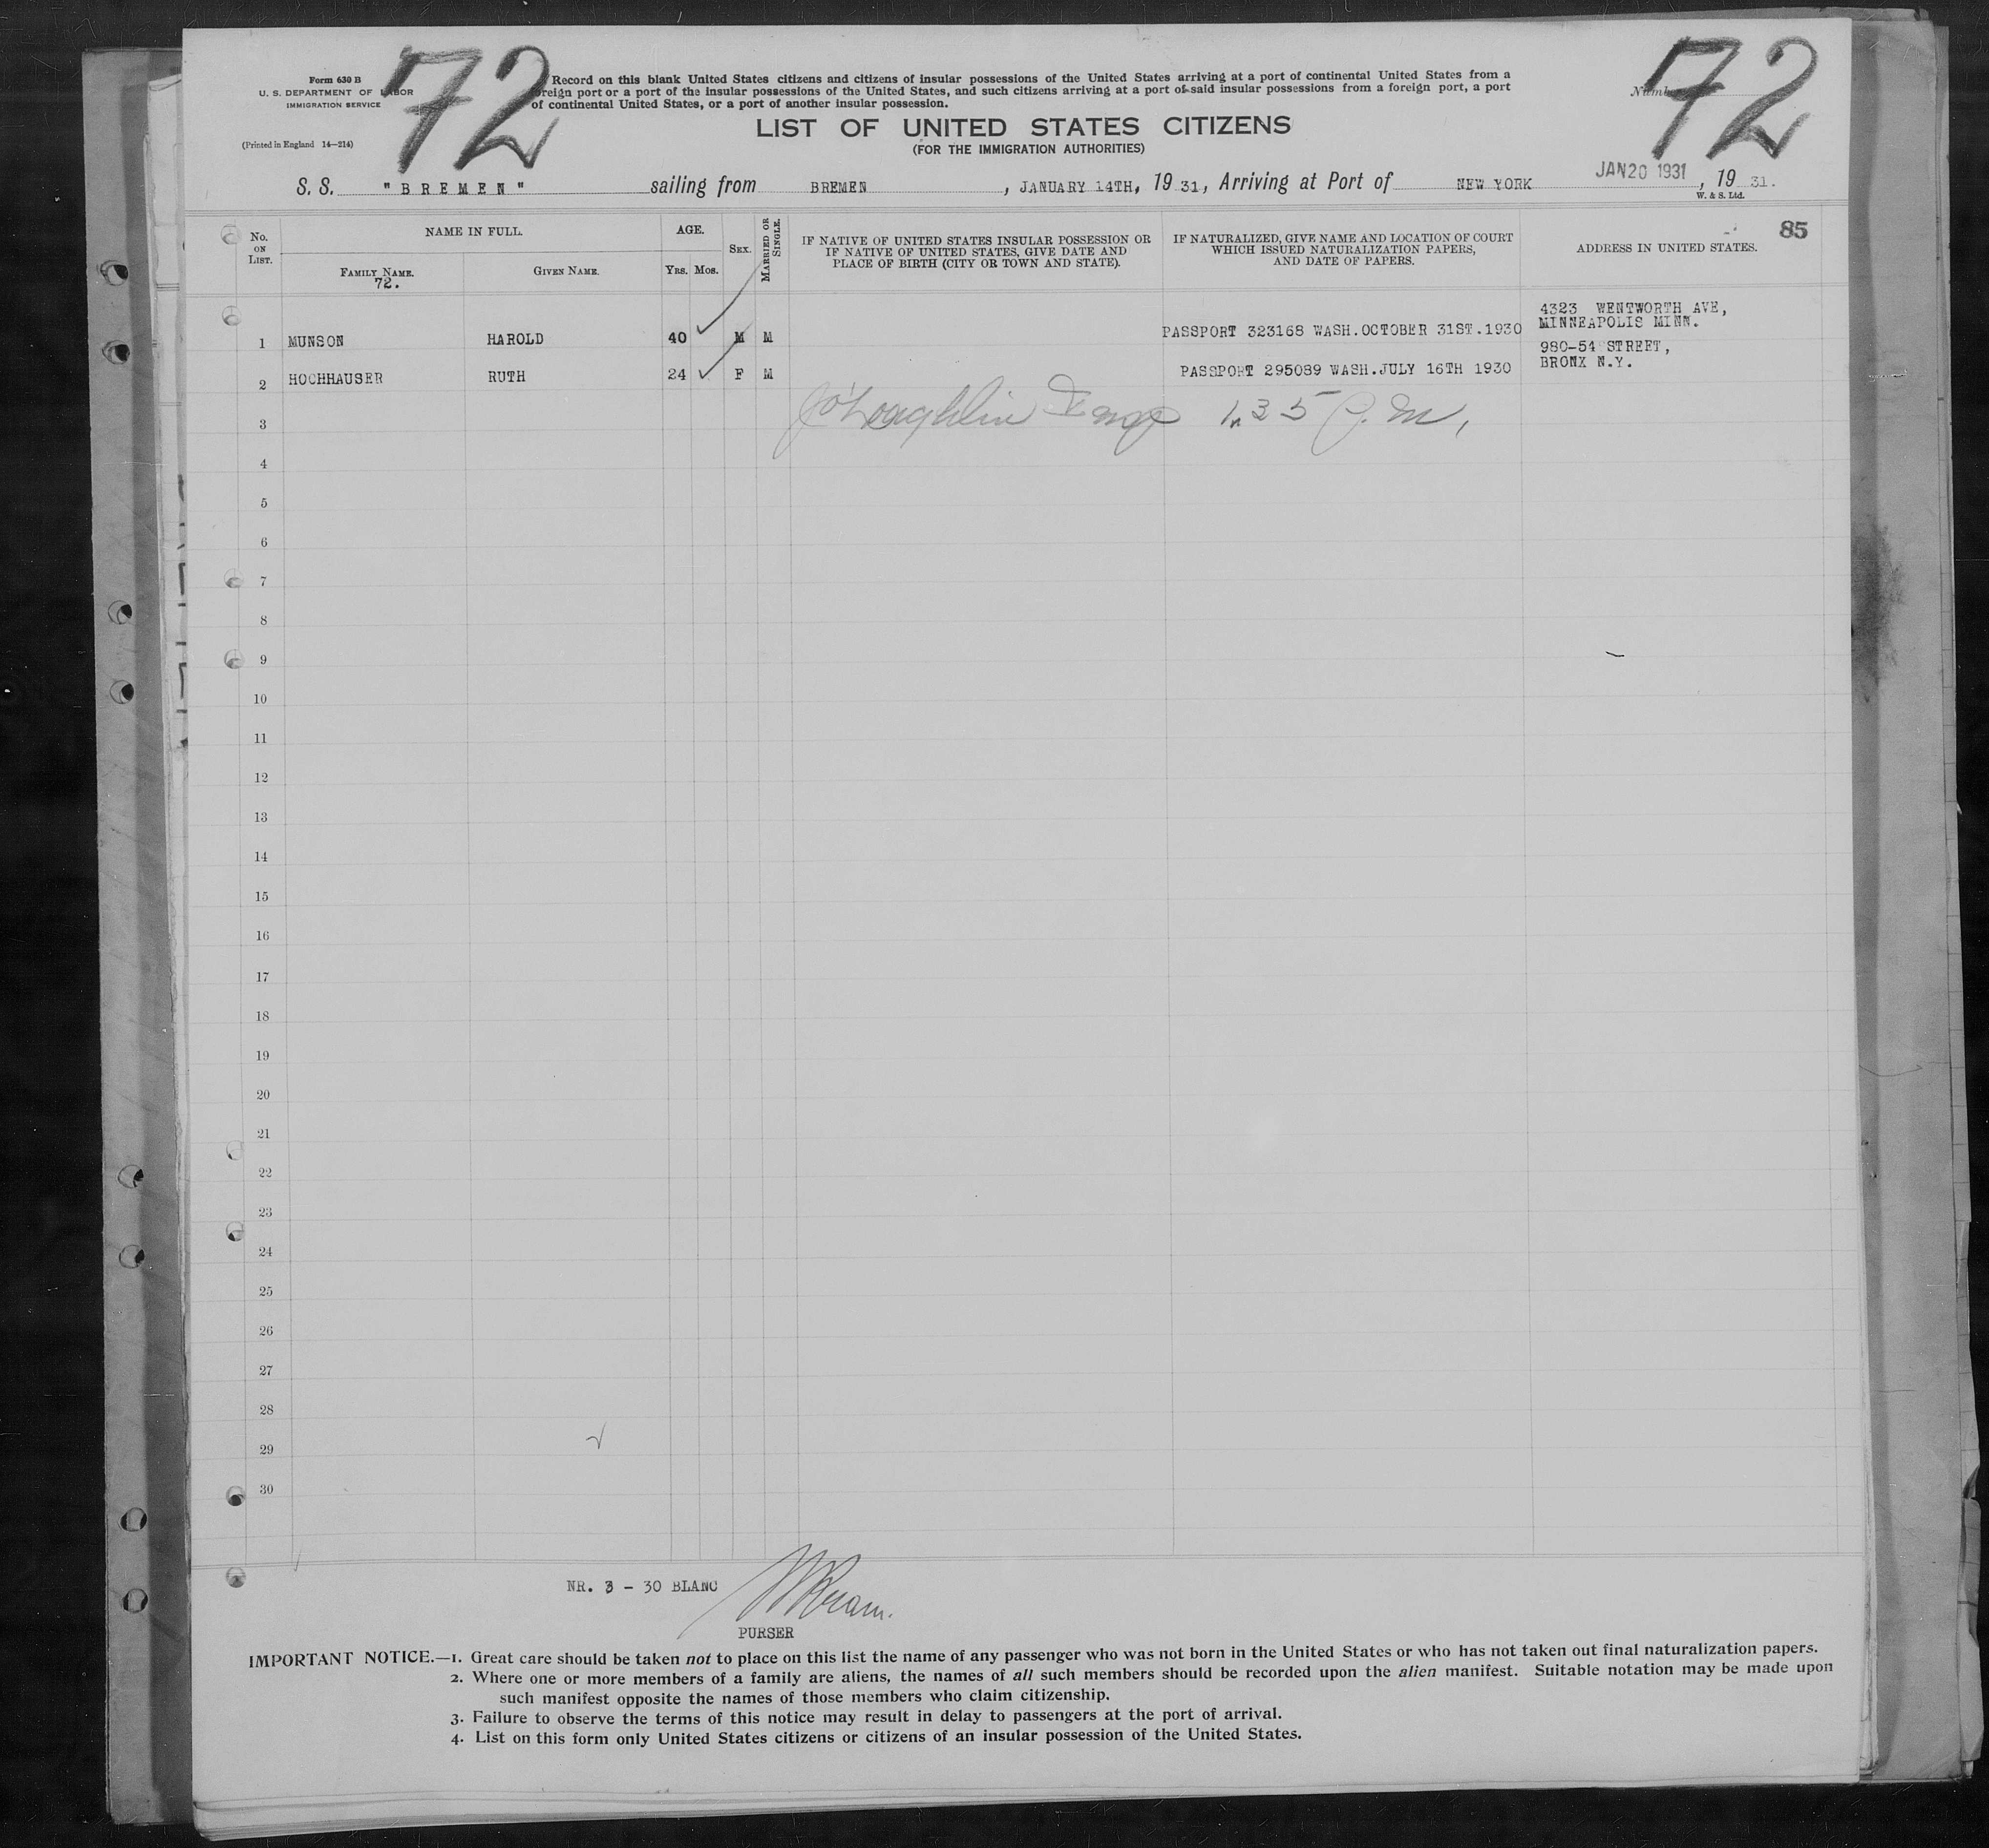 72
72
Form 630 B
U. S. DEPARTMENT OF LABOR
IMMIGRATION SERVICE
(Printed in England 14—214)
Record on this blank United States citizens and citizens of insular possessions of the United States arriving at a port of continental United States from a
foreign port or a port of the insular possessions of the United States, and such citizens arriving at a port of said insular possessions from a foreign port, a port
of continental United States, or a port of another insular possession.
LIST OF UNITED STATES CITIZENS
(FOR THE IMMIGRATION AUTHORITIES)
S. S. "BREMEN" sailing from BREMEN, JANUARY 14TH, 19 31, Arriving at Port of NEW YORK JAN 20 1931, 19 31.
W. & S. Ltd.
85
No. ON LIST.
NAME IN FULL.
FAMILY NAME.
72.
GIVEN NAME.
AGE.
YRS. MOS.
SEX.
MARRIED OR SINGLE.
IF NATIVE OF UNITED STATES INSULAR POSSESSION OR
IF NATIVE OF UNITED STATES, GIVE DATE AND
PLACE OF BIRTH (CITY OR TOWN AND STATE).
IF NATURALIZED, GIVE NAME AND LOCATION OF COURT
WHICH ISSUED NATURALIZATION PAPERS,
AND DATE OF PAPERS.
ADDRESS IN UNITED STATES.
1 MUNSON HAROLD 40 M M PASSPORT 323168 WASH.OCTOBER 31ST.1930 4323 WENTWORTH AVE,
MINNEAPOLIS MINN.
2 HOCHHAUSER RUTH 24 F M PASSPORT 295089 WASH.JULY 16TH 1930 980-54 STREET,
BRONX N.Y.
3 O'Loaghlin 1.35 P.M,
4
5
6
7
8
9
10
11
12
13
14
15
16
17
18
19
20
21
22
23
24
25
26
27
28
29
30
NR. 3 - 30 BLANC
PURSER
IMPORTANT NOTICE.—1. Great care should be taken not to place on this list the name of any passenger who was not born in the United States or who has not taken out final naturalization papers.
2. Where one or more members of a family are aliens, the names of all such members should be recorded upon the alien manifest. Suitable notation may be made upon
such manifest opposite the names of those members who claim citizenship.
3. Failure to observe the terms of this notice may result in delay to passengers at the port of arrival.
4. List on this form only United States citizens or citizens of an insular possession of the United States.